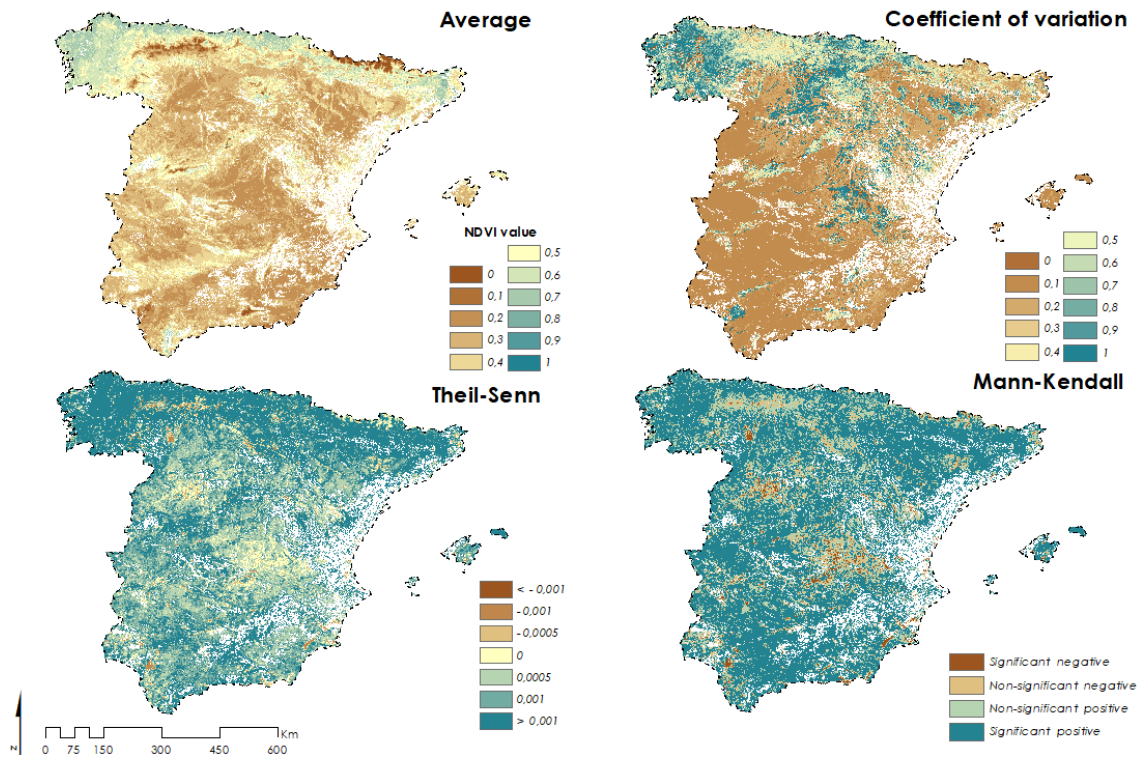 Average
NDVI value
0
0,1
0,2
0,3
0,4
0,5
0,6
0,7
0,8
0,9
1
Coefficient of variation
0
0,1
0,2
0,3
0,4
0,5
0,6
0,7
0,8
0,9
1
Theil-Senn
< - 0,001
- 0,001
- 0,0005
0
0,0005
0,001
> 0,001
N
Km
0 75 150 300 450 600
Mann-Kendall
Significant negative
Non-significant negative
Non-significant positive
Significant positive